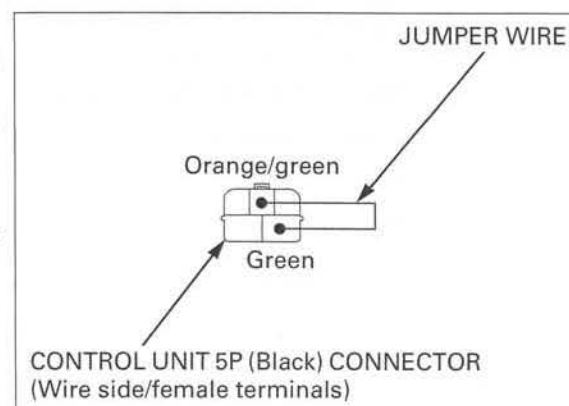 JUMPER WIRE
Orange/green
Green
CONTROL UNIT 5P (Black) CONNECTOR
(Wire side/female terminals)